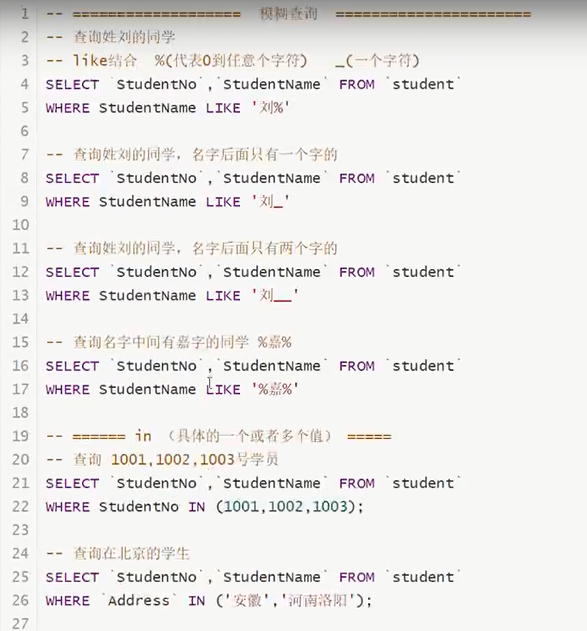 1 -- =================== 模糊查询 ======================
2 -- 查询姓刘的同学
3 -- like结合 %(代表0到任意个字符) _(一个字符)
4 SELECT `StudentNo`,`StudentName` FROM `student`
5 WHERE StudentName LIKE '刘%'
6
7 -- 查询姓刘的同学，名字后面只有一个字的
8 SELECT `StudentNo`,`StudentName` FROM `student`
9 WHERE StudentName LIKE '刘_'
10
11 -- 查询姓刘的同学，名字后面只有两个字的
12 SELECT `StudentNo`,`StudentName` FROM `student`
13 WHERE StudentName LIKE '刘__'
14
15 -- 查询名字中间有嘉字的同学 %嘉%
16 SELECT `StudentNo`,`StudentName` FROM `student`
17 WHERE StudentName LIKE '%嘉%'
18
19 -- ====== in （具体的一个或者多个值） =====
20 -- 查询 1001,1002,1003号学员
21 SELECT `StudentNo`,`StudentName` FROM `student`
22 WHERE StudentNo IN (1001,1002,1003);
23
24 -- 查询在北京的学生
25 SELECT `StudentNo`,`StudentName` FROM `student`
26 WHERE `Address` IN ('安徽','河南洛阳');
27